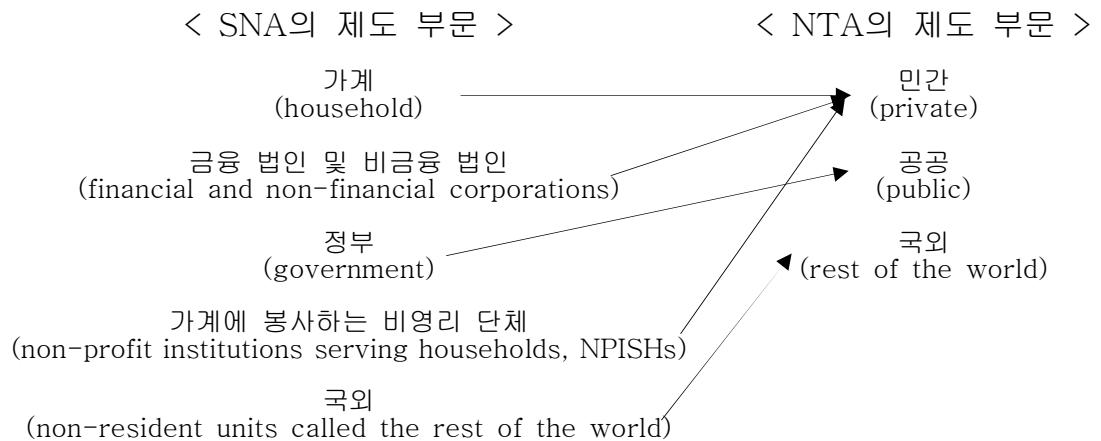 < SNA의 제도 부문 >
< NTA의 제도 부문 >
가계
(household)
민간
(private)
금융 법인 및 비금융 법인
(financial and non-financial corporations)
공공
(public)
정부
(government)
국외
(rest of the world)
가계에 봉사하는 비영리 단체
(non-profit institutions serving households, NPISHs)
국외
(non-resident units called the rest of the world)